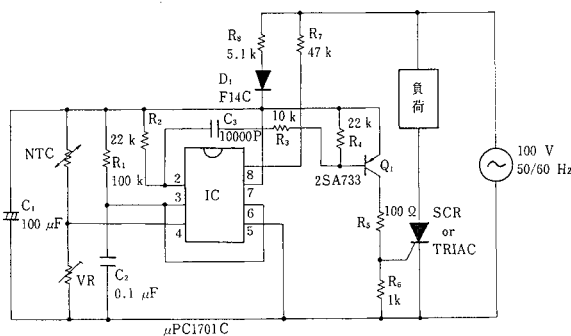 R₈
5.1 k
R₇
47 k
D₁
F14C
負荷
R₂
C₃
10000P
10 k
R₃
22 k
R₄
100 V
50/60 Hz
NTC
22 k
R₁
100 k
IC
2
3
4
8
7
6
5
2SA733
Q₁
C₁
100 μF
VR
C₂
0.1 μF
100 Ω
R₅
SCR
or
TRIAC
R₆
1k
μPC1701C